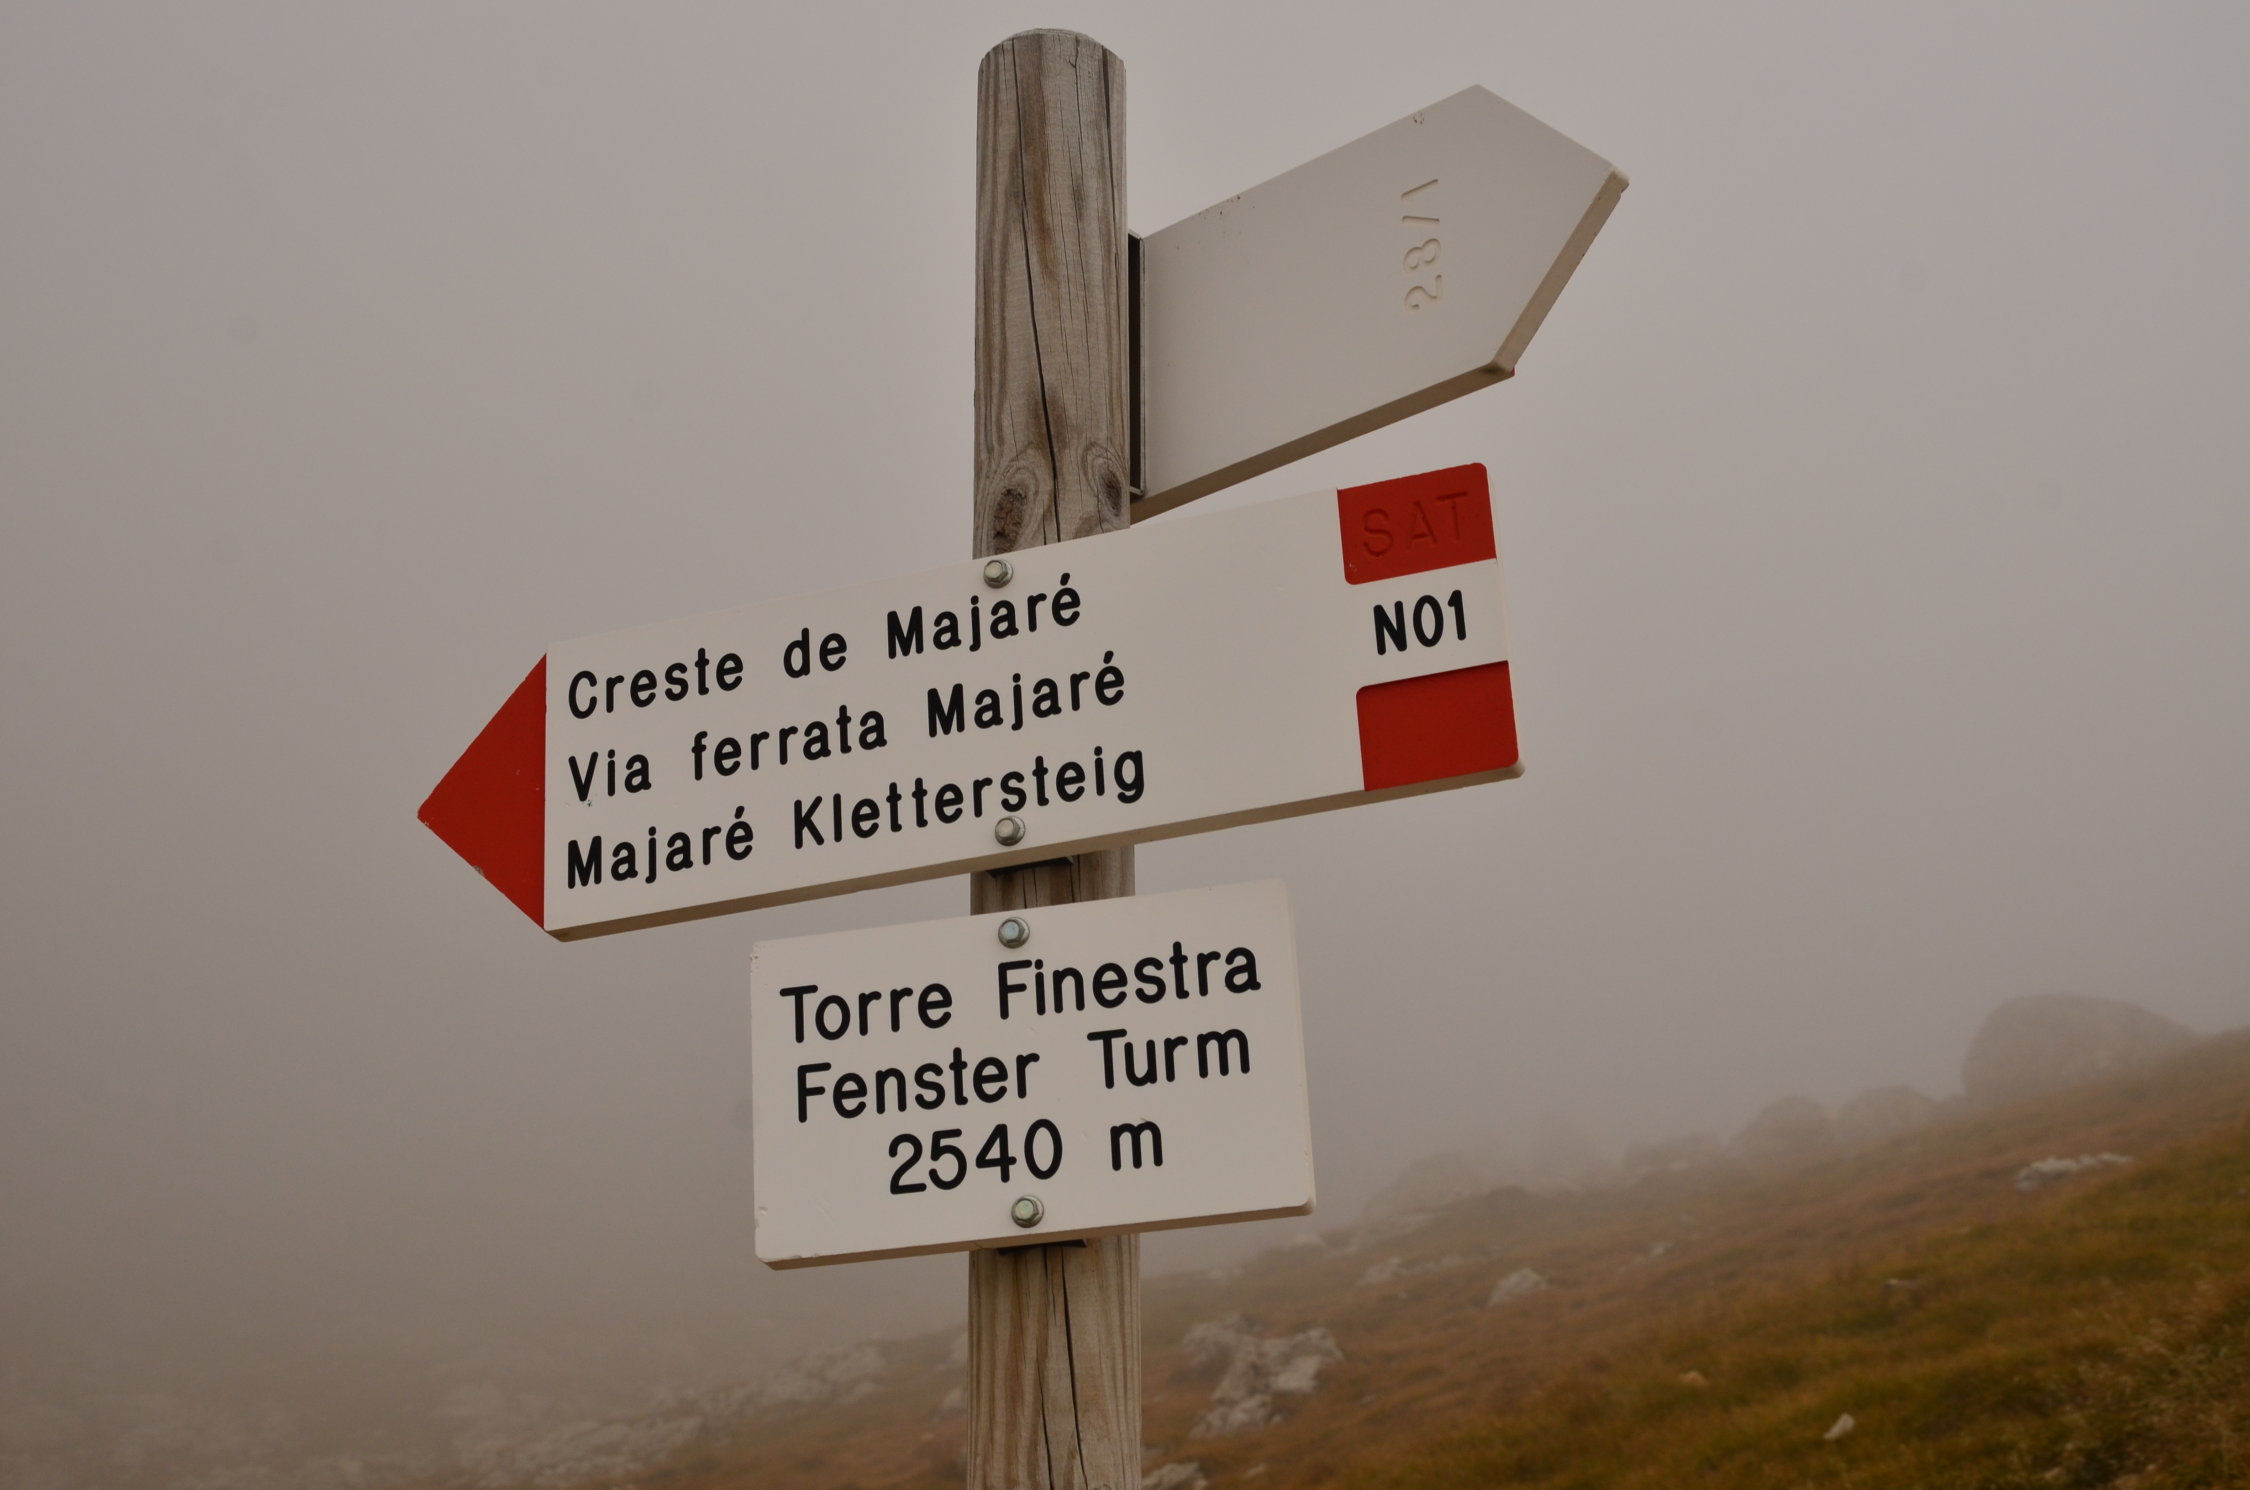 28/1
SAT
N01
Creste de Majaré
Via ferrata Majaré
Majaré Klettersteig
Torre Finestra
Fenster Turm
2540 m